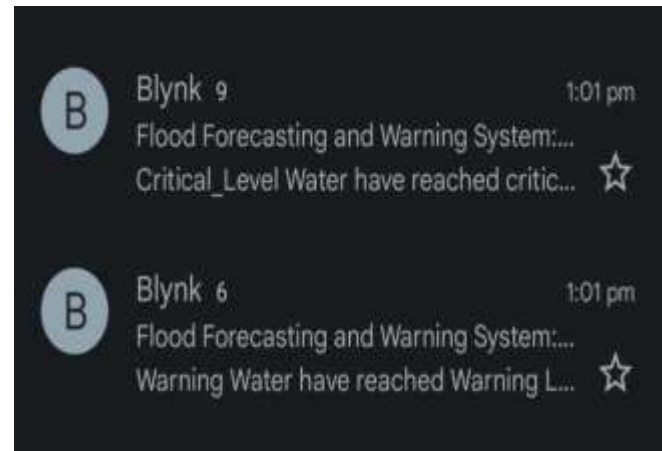 B
Blynk 9 1:01 pm
Flood Forecasting and Warning System:...
Critical_Level Water have reached critic...
B
Blynk 6 1:01 pm
Flood Forecasting and Warning System:...
Warning Water have reached Warning L...